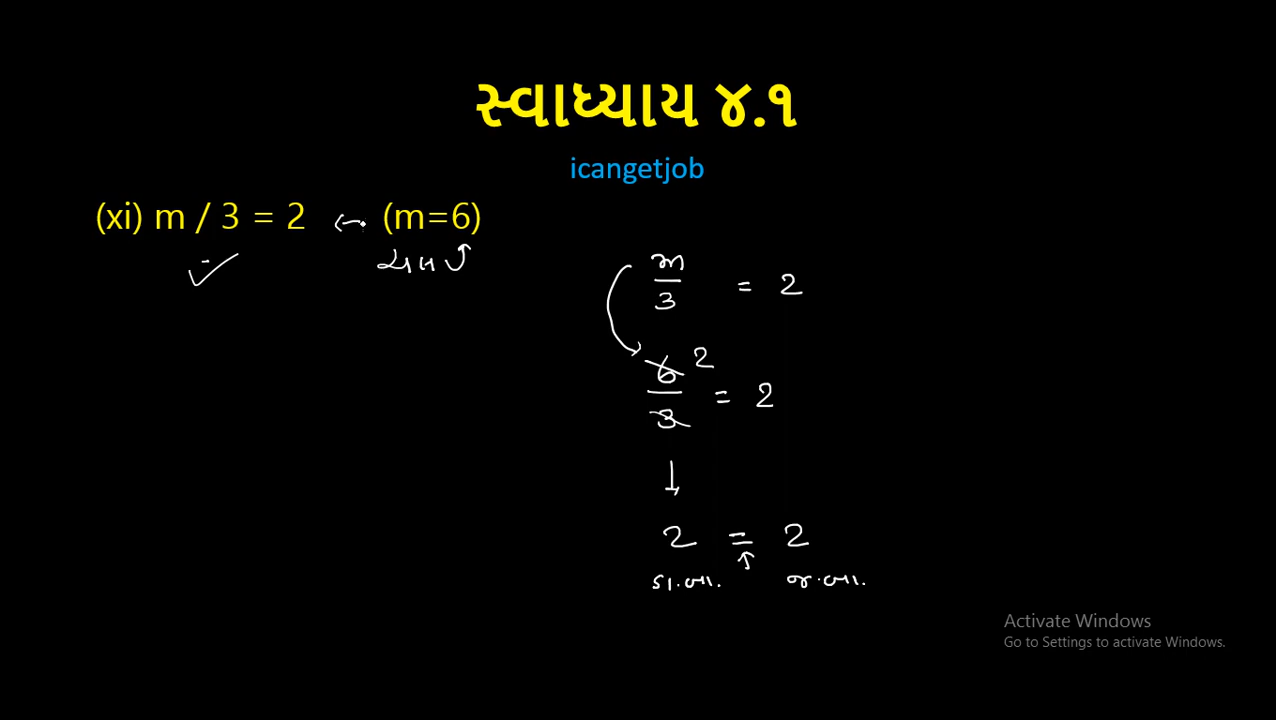 સ્વાધ્યાય ૪.૧
icangetjob
(xi) m / 3 = 2 ← (m=6)
m/3 = 2
6/3 2 = 2
2 = 2
ડા.બા. જ.બા.
Activate Windows
Go to Settings to activate Windows.